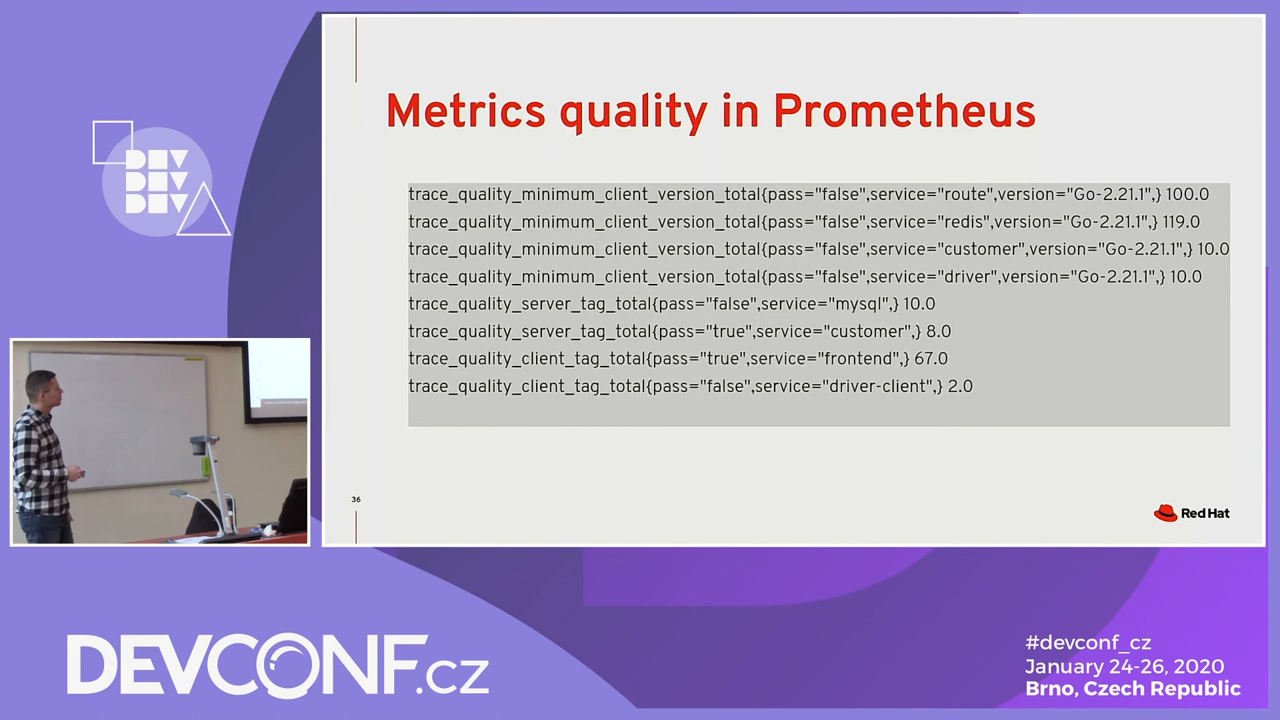 DEV
DEV
DEV
Metrics quality in Prometheus
trace_quality_minimum_client_version_total{pass="false",service="route",version="Go-2.21.1",} 100.0
trace_quality_minimum_client_version_total{pass="false",service="redis",version="Go-2.21.1",} 119.0
trace_quality_minimum_client_version_total{pass="false",service="customer",version="Go-2.21.1",} 10.0
trace_quality_minimum_client_version_total{pass="false",service="driver",version="Go-2.21.1",} 10.0
trace_quality_server_tag_total{pass="false",service="mysql",} 10.0
trace_quality_server_tag_total{pass="true",service="customer",} 8.0
trace_quality_client_tag_total{pass="true",service="frontend",} 67.0
trace_quality_client_tag_total{pass="false",service="driver-client",} 2.0
36
Red Hat
DEVCONF.cz
#devconf_cz
January 24-26, 2020
Brno, Czech Republic